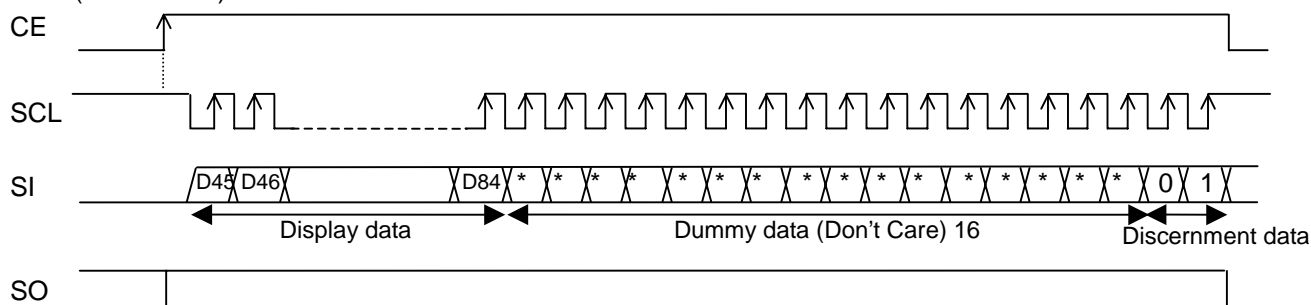 CE
SCL
SI D45 D46 D84 * * * * * * * * * * * * * * * * 0 1
Display data Dummy data (Don't Care) 16 Discernment data
SO